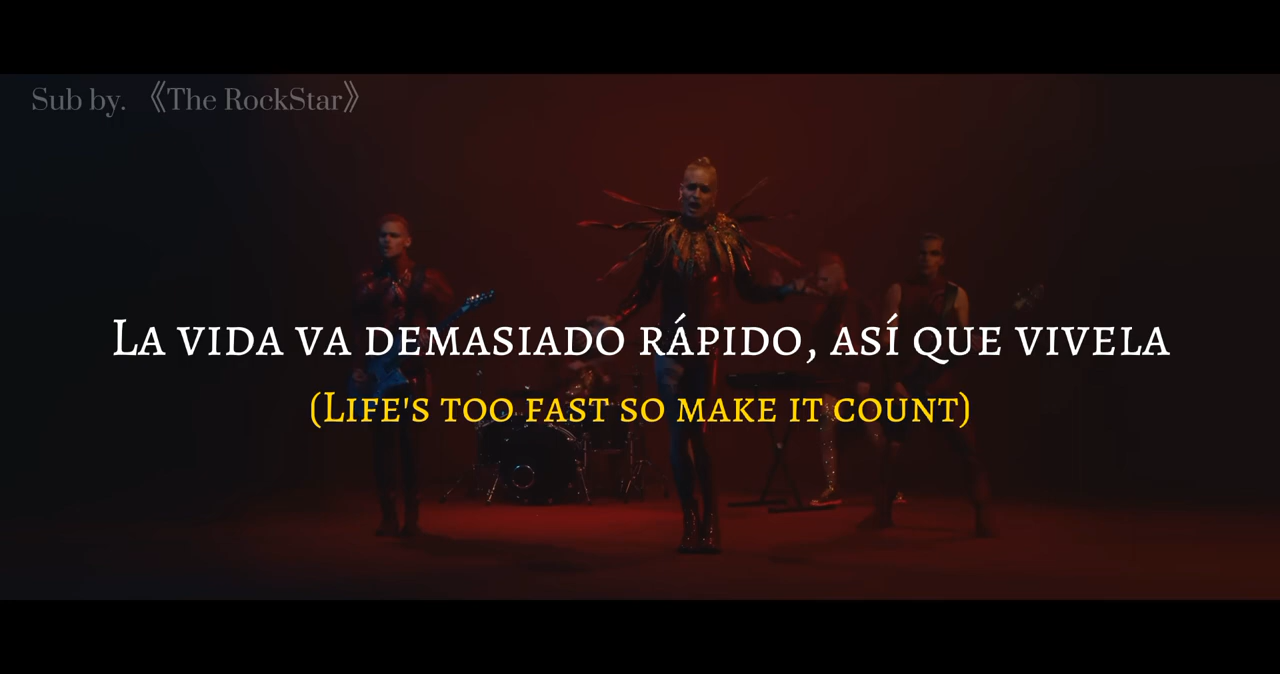 Sub by. 《The RockStar》
La vida va demasiado rápido, así que vivela
(Life's too fast so make it count)